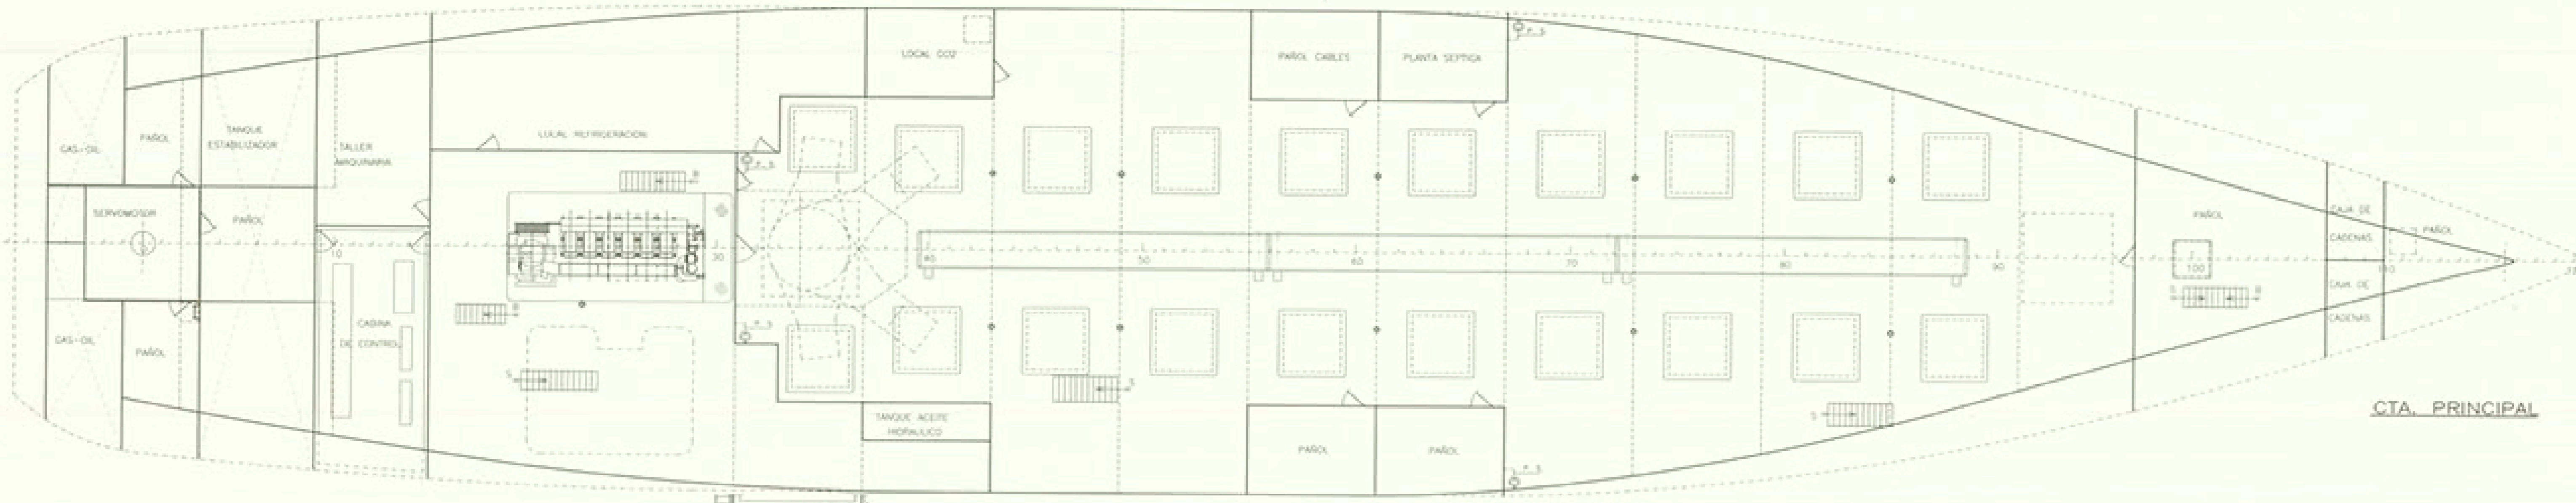 LOCAL CO2
PAÑOL CABLES
PLANTA SEPTICA
P.S
GAS-OIL
PAÑOL
TANQUE
ESTABILIZADOR
TALLER
MAQUINARIA
LOCAL REFRIGERACION
P.S
B
SERVOMOTOR
PAÑOL
10
30
40
50
60
70
80
90
PAÑOL
100
CAJA DE
CADENAS
PAÑOL
110
CAJA DE
CADENAS
S
B
B
GAS-OIL
PAÑOL
CABINA
DE CONTROL
P.S
S
S
S
TANQUE ACEITE
HIDRAULICO
PAÑOL
PAÑOL
P.S
CTA. PRINCIPAL